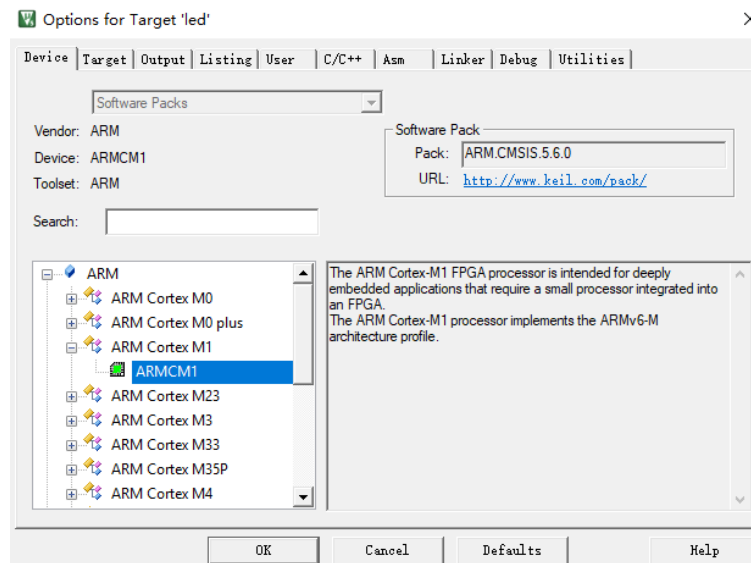 Options for Target 'led'
Device Target Output Listing User C/C++ Asm Linker Debug Utilities
Software Packs
Vendor: ARM
Device: ARMCM1
Toolset: ARM
Search:
Software Pack
Pack: ARM.CMSIS.5.6.0
URL: http://www.keil.com/pack/
ARM
ARM Cortex M0
ARM Cortex M0 plus
ARM Cortex M1
ARMCM1
ARM Cortex M23
ARM Cortex M3
ARM Cortex M33
ARM Cortex M35P
ARM Cortex M4
The ARM Cortex-M1 FPGA processor is intended for deeply
embedded applications that require a small processor integrated into
an FPGA.
The ARM Cortex-M1 processor implements the ARMv6-M
architecture profile.
OK Cancel Defaults Help